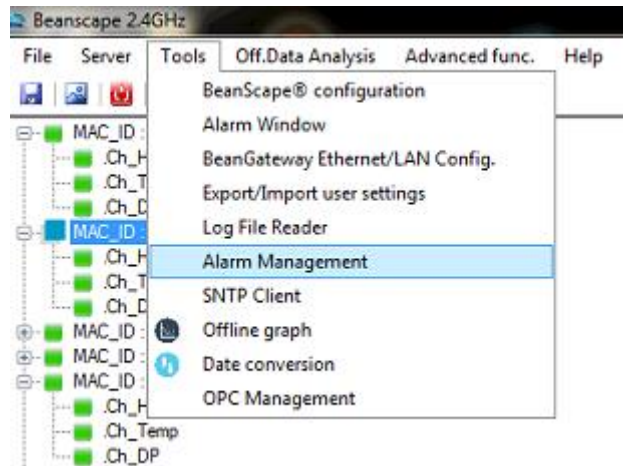 Beanscape 2.4GHz
File Server Tools Off.Data Analysis Advanced func. Help
BeanScape® configuration
Alarm Window
BeanGateway Ethernet/LAN Config.
Export/Import user settings
Log File Reader
Alarm Management
SNTP Client
Offline graph
Date conversion
OPC Management
MAC_ID :
.Ch_H
.Ch_T
.Ch_D
MAC_ID :
.Ch_H
.Ch_T
.Ch_D
MAC_ID :
MAC_ID :
MAC_ID :
.Ch_H
.Ch_Temp
.Ch_DP